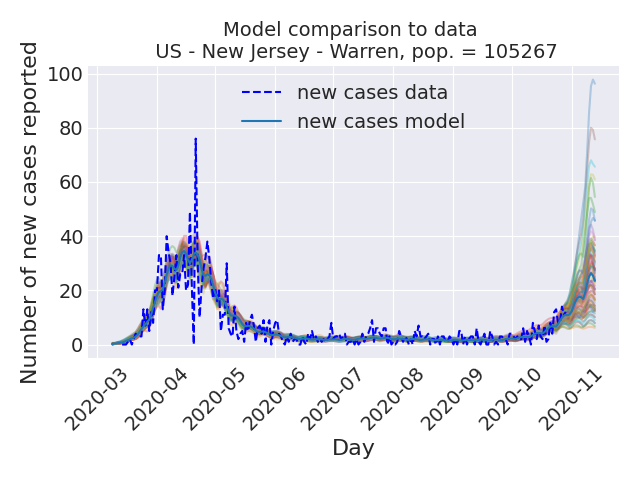 Model comparison to data
US - New Jersey - Warren, pop. = 105267
Number of new cases reported
100
80
60
40
20
0
new cases data
new cases model
2020-03
2020-04
2020-05
2020-06
2020-07
2020-08
2020-09
2020-10
2020-11
Day